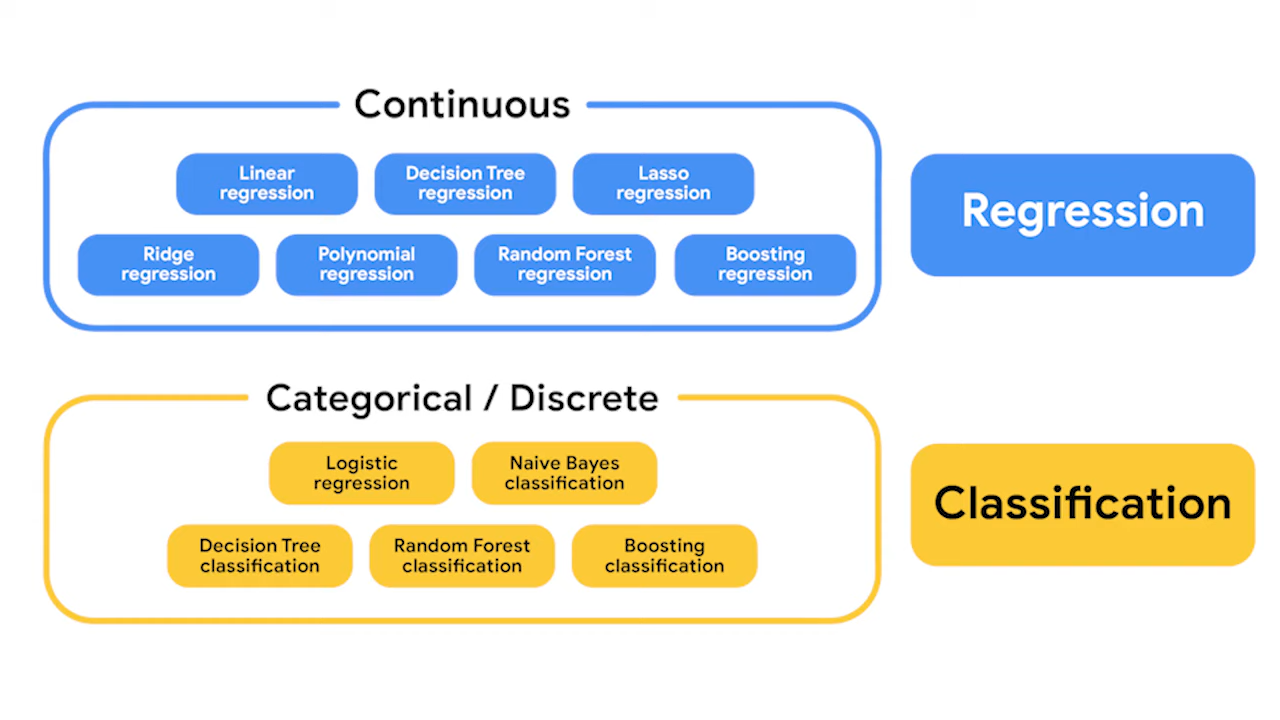 Continuous
Linear
regression
Decision Tree
regression
Lasso
regression
Regression
Ridge
regression
Polynomial
regression
Random Forest
regression
Boosting
regression
Categorical / Discrete
Logistic
regression
Naive Bayes
classification
Classification
Decision Tree
classification
Random Forest
classification
Boosting
classification